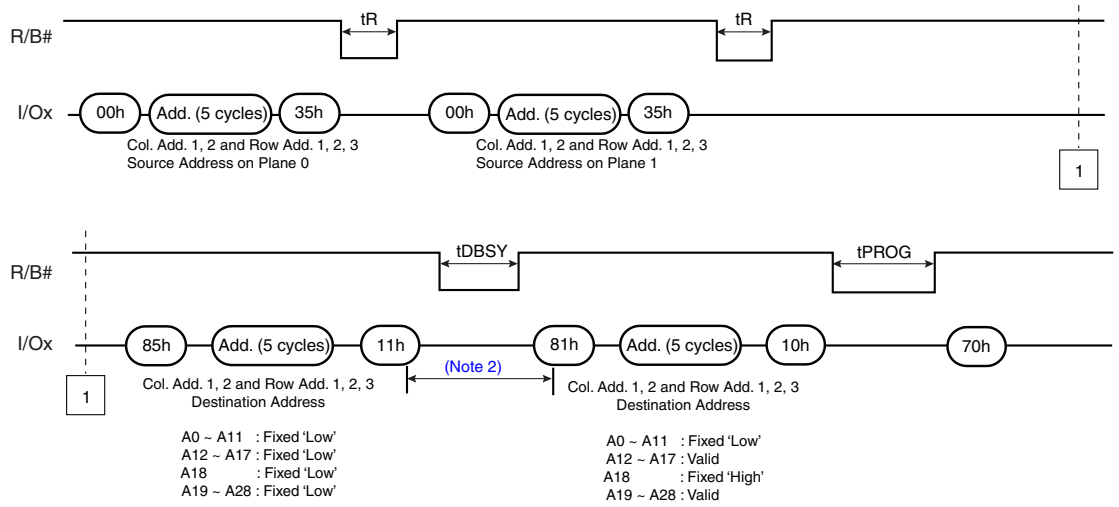 tR tR
R/B#
I/Ox 00h Add. (5 cycles) 35h 00h Add. (5 cycles) 35h
Col. Add. 1, 2 and Row Add. 1, 2, 3 Col. Add. 1, 2 and Row Add. 1, 2, 3
Source Address on Plane 0 Source Address on Plane 1
1
tDBSY tPROG
R/B#
I/Ox 85h Add. (5 cycles) 11h 81h Add. (5 cycles) 10h 70h
(Note 2)
1
Col. Add. 1, 2 and Row Add. 1, 2, 3 Col. Add. 1, 2 and Row Add. 1, 2, 3
Destination Address Destination Address
A0 ~ A11 : Fixed ‘Low’
A12 ~ A17 : Fixed ‘Low’
A18 : Fixed ‘Low’
A19 ~ A28 : Fixed ‘Low’
A0 ~ A11 : Fixed ‘Low’
A12 ~ A17 : Valid
A18 : Fixed ‘High’
A19 ~ A28 : Valid